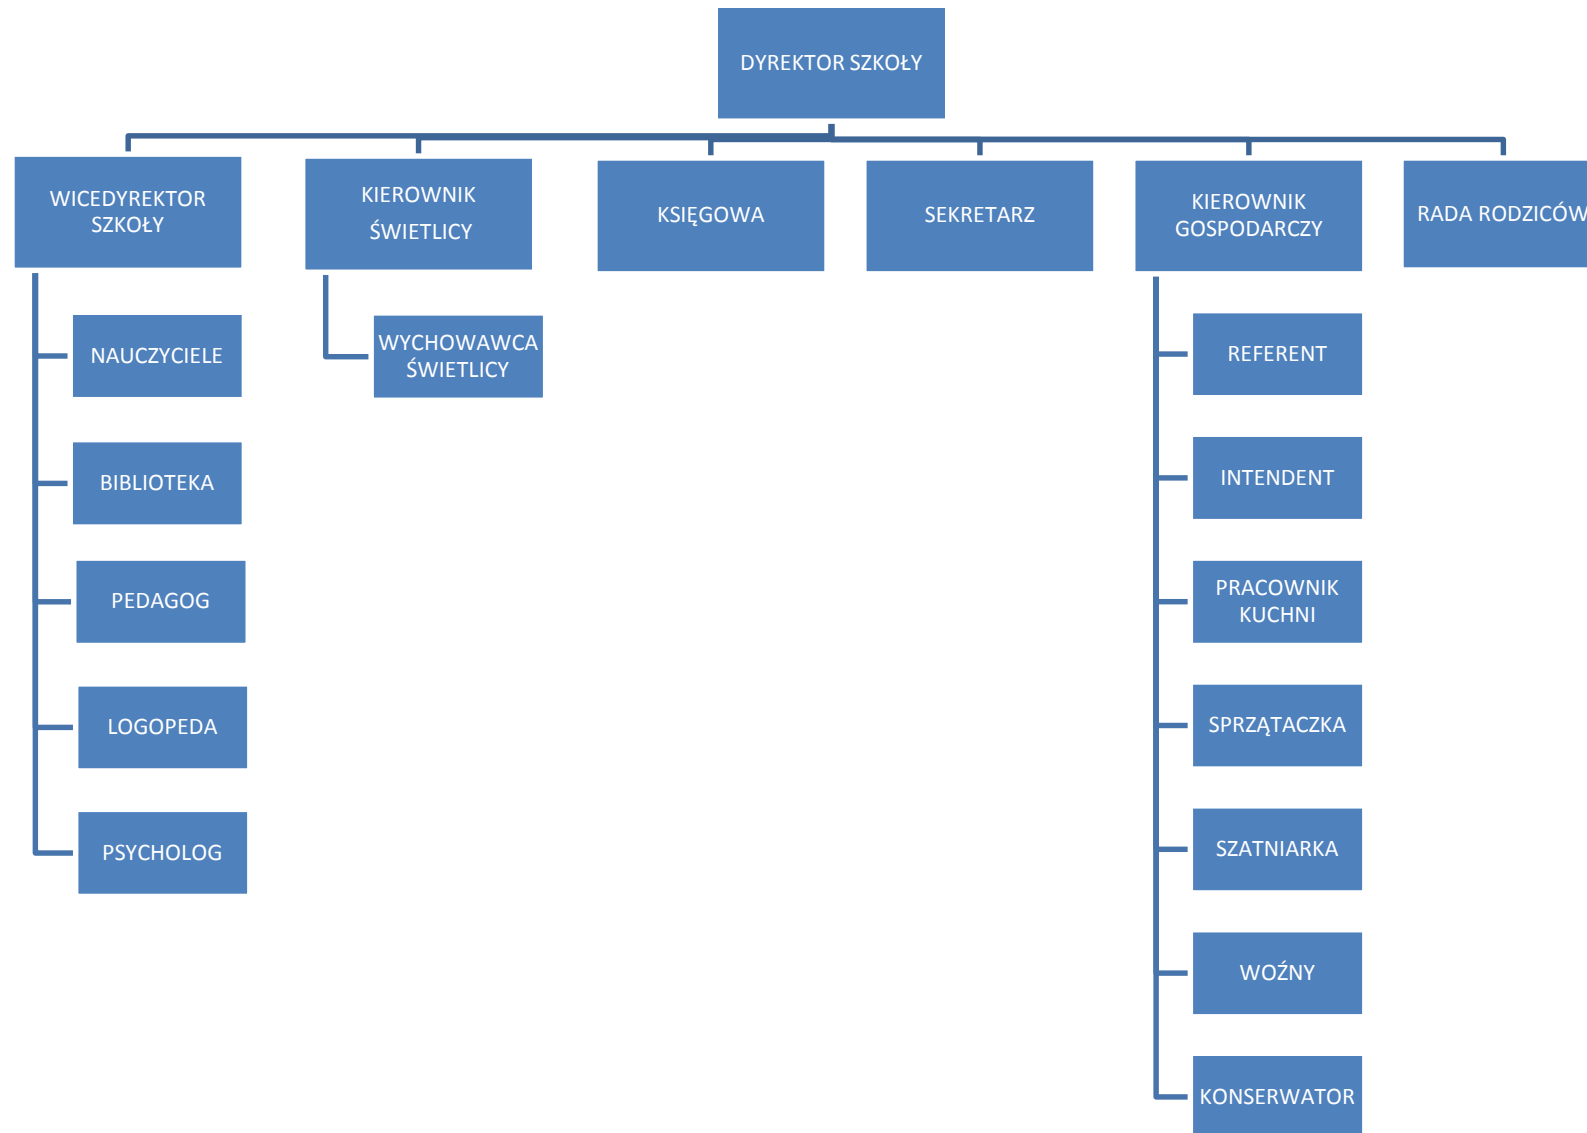 DYREKTOR SZKOŁY
WICEDYREKTOR
SZKOŁY
KIEROWNIK
ŚWIETLICY
KSIĘGOWA
SEKRETARZ
KIEROWNIK
GOSPODARCZY
RADA RODZICÓW
NAUCZYCIELE
BIBLIOTEKA
PEDAGOG
LOGOPEDA
PSYCHOLOG
WYCHOWAWCA
ŚWIETLICY
REFERENT
INTENDENT
PRACOWNIK
KUCHNI
SPRZĄTACZKA
SZATNIARKA
WOŹNY
KONSERWATOR